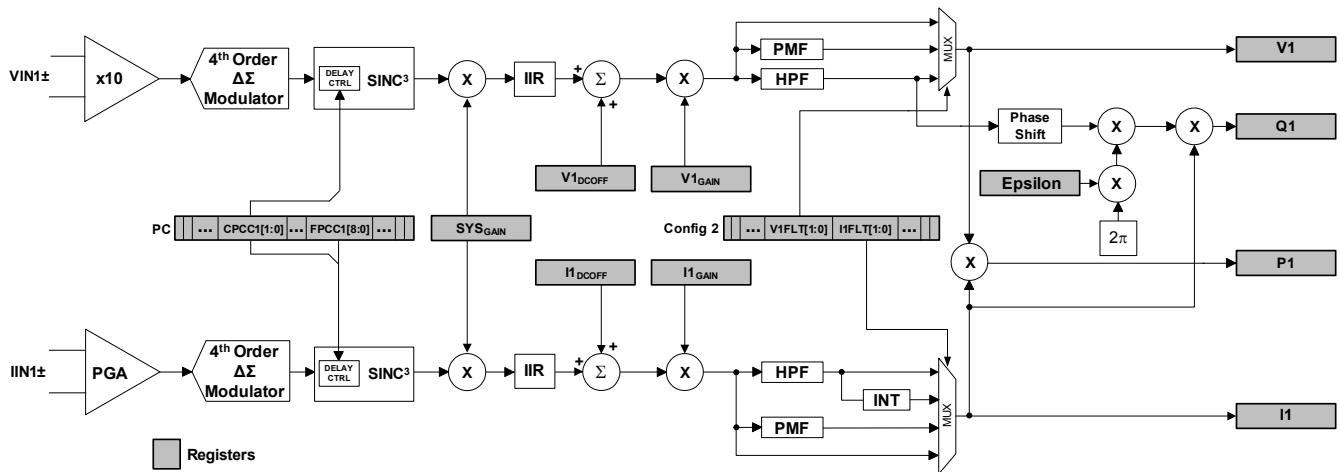 VIN1±
x10
4th Order
ΔΣ
Modulator
DELAY
CTRL
SINC3
X
IIR
Σ
+
+
X
PMF
HPF
MUX
V1
Phase
Shift
X
X
Q1
V1DCOFF
V1GAIN
Epsilon
X
2π
PC
... CPCC1[1:0] ... FPCC1[8:0] ...
SYSGAIN
Config 2
... V1FLT[1:0] I1FLT[1:0] ...
I1DCOFF
I1GAIN
X
P1
IIN1±
PGA
4th Order
ΔΣ
Modulator
DELAY
CTRL
SINC3
X
IIR
+
+
Σ
X
HPF
INT
PMF
MUX
I1
Registers